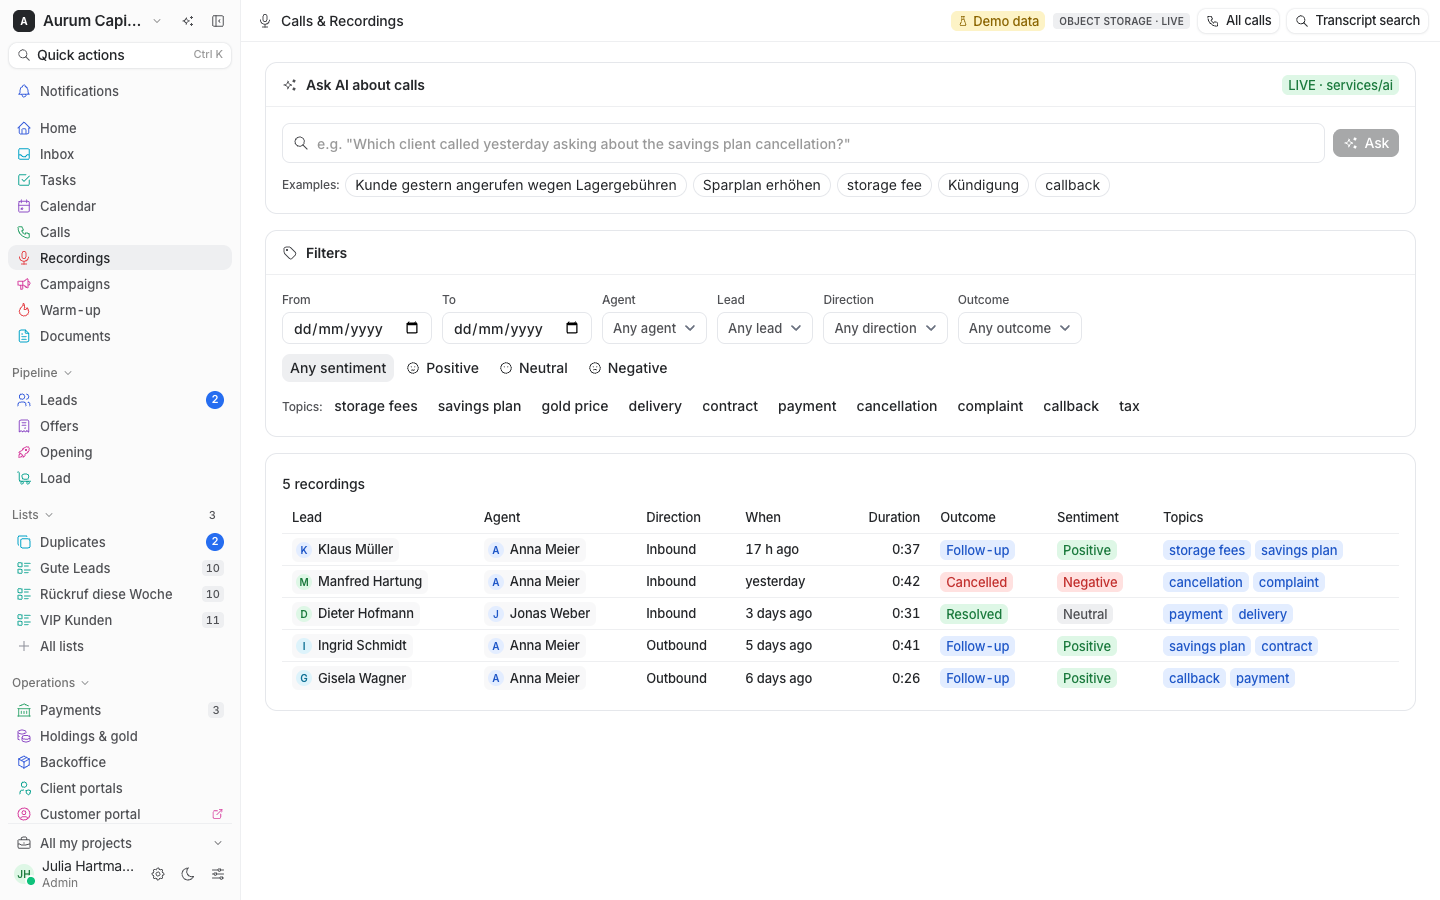 A Aurum Capi...
Quick actions Ctrl K
Notifications
Home
Inbox
Tasks
Calendar
Calls
Recordings
Campaigns
Warm-up
Documents
Pipeline
Leads 2
Offers
Opening
Load
Lists 3
Duplicates 2
Gute Leads 10
Rückruf diese Woche 10
VIP Kunden 11
All lists
Operations
Payments 3
Holdings & gold
Backoffice
Client portals
Customer portal
All my projects
JH Julia Hartma...
Admin
Calls & Recordings Demo data OBJECT STORAGE · LIVE All calls Transcript search
Ask AI about calls LIVE · services/ai
e.g. "Which client called yesterday asking about the savings plan cancellation?" Ask
Examples: Kunde gestern angerufen wegen Lagergebühren Sparplan erhöhen storage fee Kündigung callback
Filters
From To Agent Lead Direction Outcome
dd/mm/yyyy dd/mm/yyyy Any agent Any lead Any direction Any outcome
Any sentiment Positive Neutral Negative
Topics: storage fees savings plan gold price delivery contract payment cancellation complaint callback tax
5 recordings
Lead Agent Direction When Duration Outcome Sentiment Topics
K Klaus Müller A Anna Meier Inbound 17 h ago 0:37 Follow-up Positive storage fees savings plan
M Manfred Hartung A Anna Meier Inbound yesterday 0:42 Cancelled Negative cancellation complaint
D Dieter Hofmann J Jonas Weber Inbound 3 days ago 0:31 Resolved Neutral payment delivery
I Ingrid Schmidt A Anna Meier Outbound 5 days ago 0:41 Follow-up Positive savings plan contract
G Gisela Wagner A Anna Meier Outbound 6 days ago 0:26 Follow-up Positive callback payment